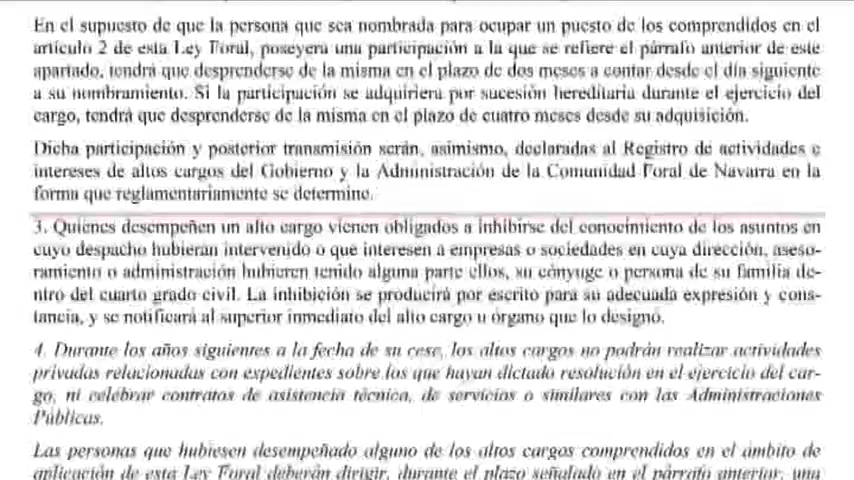 En el supuesto de que la persona que sea nombrada para ocupar un puesto de los comprendidos en el
artículo 2 de esta Ley Foral, poseyera una participación a la que se refiere el párrafo anterior de este
apartado, tendrá que desprenderse de la misma en el plazo de dos meses a contar desde el día siguiente
a su nombramiento. Si la participación se adquiriera por sucesión hereditaria durante el ejercicio del
cargo, tendrá que desprenderse de la misma en el plazo de cuatro meses desde su adquisición.
Dicha participación y posterior transmisión serán, asimismo, declaradas al Registro de actividades e
intereses de altos cargos del Gobierno y la Administración de la Comunidad Foral de Navarra en la
forma que reglamentariamente se determine.
3. Quienes desempeñen un alto cargo vienen obligados a inhibirse del conocimiento de los asuntos en
cuyo despacho hubieran intervenido o que interesen a empresas o sociedades en cuya dirección, aseso-
ramiento o administración hubieren tenido alguna parte ellos, su cónyuge o persona de su familia de-
ntro del cuarto grado civil. La inhibición se producirá por escrito para su adecuada expresión y cons-
tancia, y se notificará al superior inmediato del alto cargo u órgano que lo designó.
4. Durante los años siguientes a la fecha de su cese, los altos cargos no podrán realizar actividades
privadas relacionadas con expedientes sobre los que hayan dictado resolución en el ejercicio del car-
go, ni celebrar contratos de asistencia técnica, de servicios o similares con las Administraciones
Públicas.
Las personas que hubiesen desempeñado alguno de los altos cargos comprendidos en el ámbito de
aplicación de esta Ley Foral deberán dirigir, durante el plazo señalado en el párrafo anterior, una